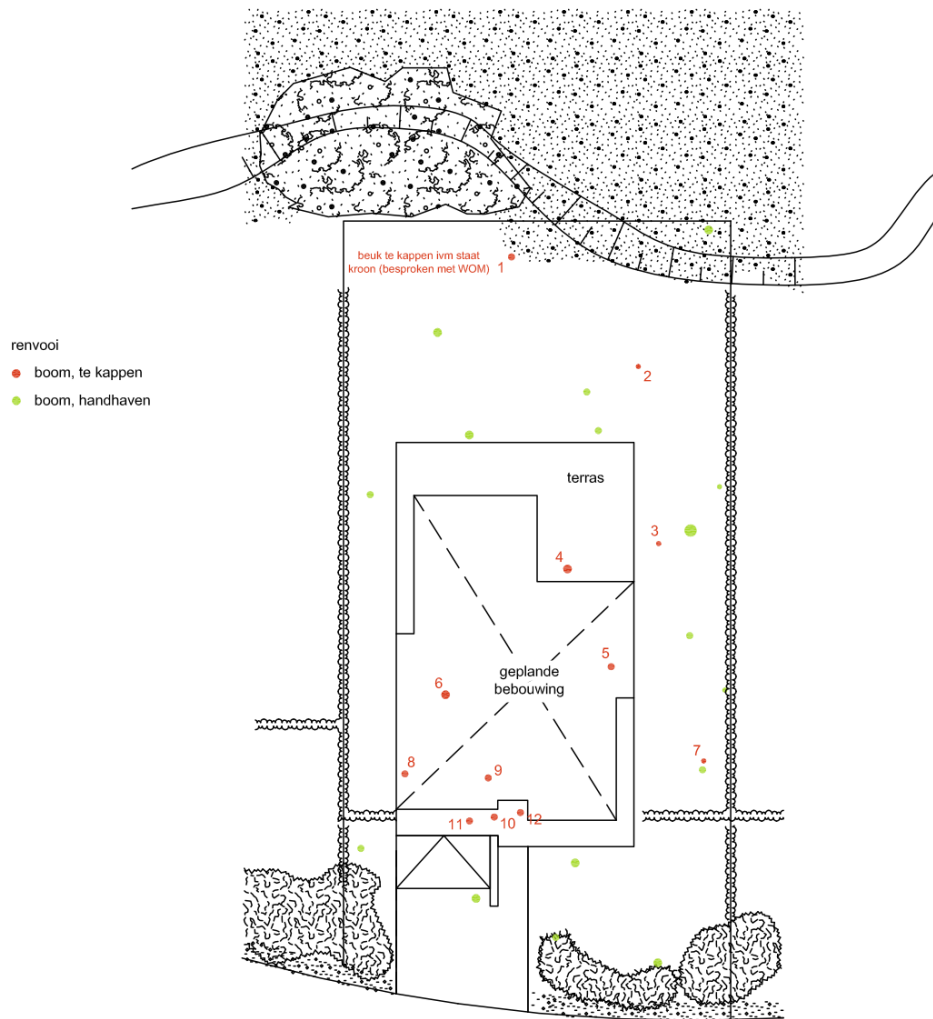 beuk te kappen ivm staat
kroon (besproken met WOM)
1
renvooi
boom, te kappen
boom, handhaven
2
terras
3
4
5
geplande
bebouwing
6
7
8
9
10
11
12